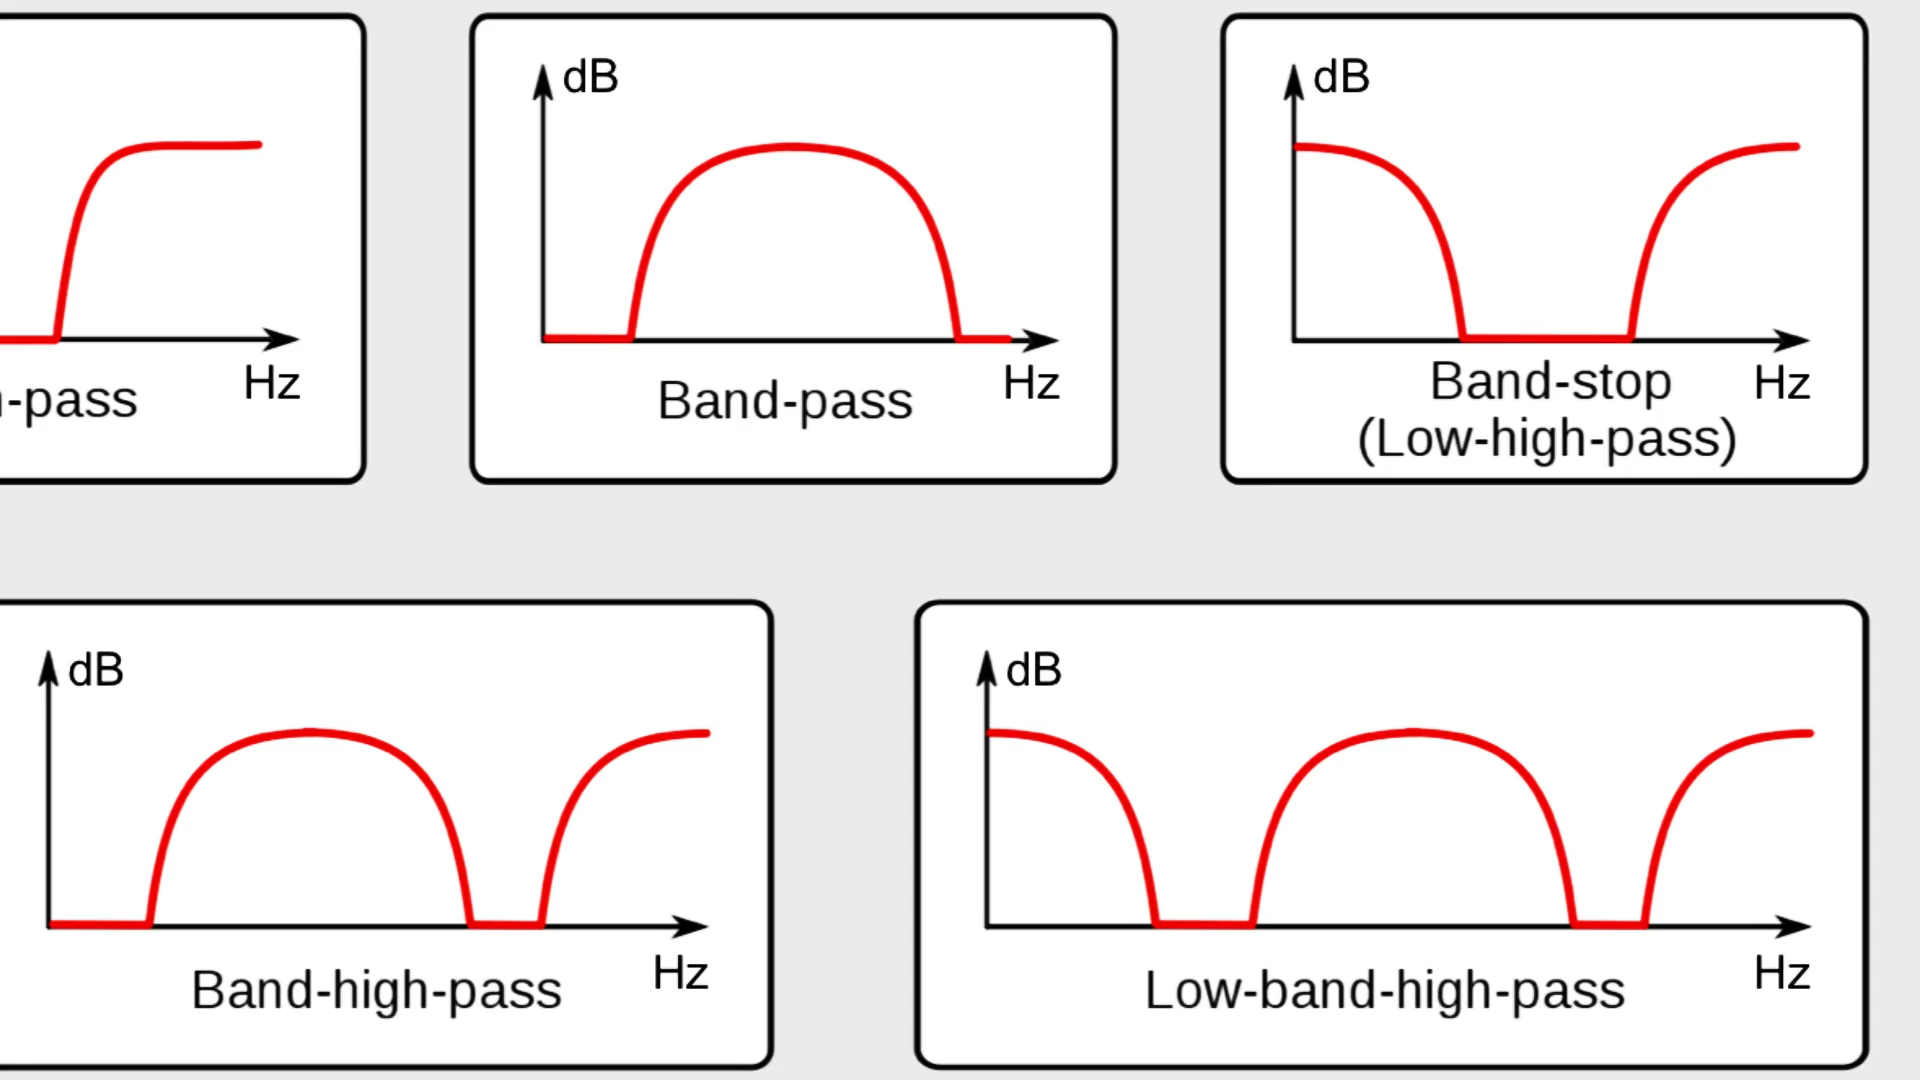 Hz
-pass
dB
Hz
Band-pass
dB
Hz
Band-stop
(Low-high-pass)
dB
Hz
Band-high-pass
dB
Hz
Low-band-high-pass